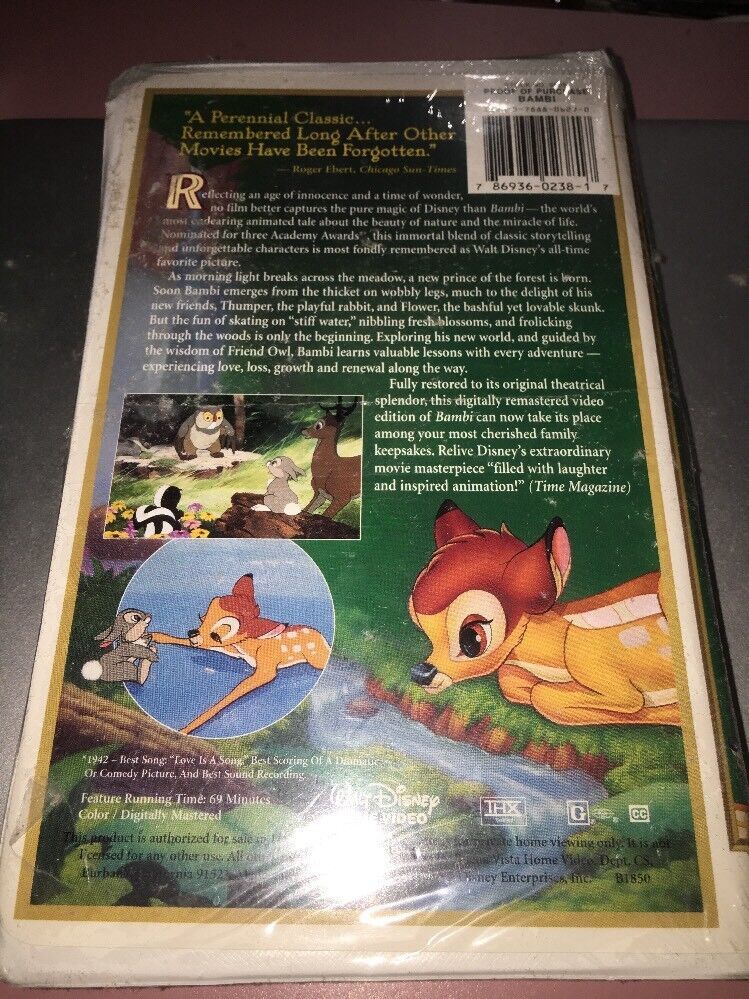 PROOF OF PURCHASE
BAMBI
7 86936-0238-1 7
"A Perennial Classic...
Remembered Long After Other
Movies Have Been Forgotten."
— Roger Ebert, Chicago Sun-Times
Reflecting an age of innocence and a time of wonder,
no film better captures the pure magic of Disney than Bambi — the world's
most endearing animated tale about the beauty of nature and the miracle of life.
Nominated for three Academy Awards*, this immortal blend of classic storytelling
and unforgettable characters is most fondly remembered as Walt Disney's all-time
favorite picture.
As morning light breaks across the meadow, a new prince of the forest is born.
Soon Bambi emerges from the thicket on wobbly legs, much to the delight of his
new friends, Thumper, the playful rabbit, and Flower, the bashful yet lovable skunk.
But the fun of skating on "stiff water," nibbling fresh blossoms, and frolicking
through the woods is only the beginning. Exploring his new world, and guided by
the wisdom of Friend Owl, Bambi learns valuable lessons with every adventure —
experiencing love, loss, growth and renewal along the way.
Fully restored to its original theatrical
splendor, this digitally remastered video
edition of Bambi can now take its place
among your most cherished family
keepsakes. Relive Disney's extraordinary
movie masterpiece "filled with laughter
and inspired animation!" (Time Magazine)
*1942 – Best Song: "Love Is A Song," Best Scoring Of A Dramatic
Or Comedy Picture, And Best Sound Recording.
Feature Running Time: 69 Minutes
Color / Digitally Mastered
Walt Disney
VIDEO
THX
G
CC
This product is authorized for sale in private home viewing only. It is not
licensed for any other use. All Vista Home Video, Dept. CS,
Burbank, California 91521 Disney Enterprises, Inc. B1850